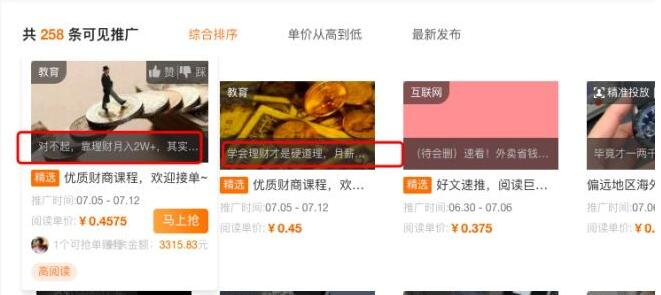 共 258 条可见推广
综合排序
单价从高到低
最新发布
教育
赞
踩
对不起，靠理财月入2W+，其实...
精选 优质财商课程，欢迎接单~
推广时间:07.05 - 07.12
阅读单价: ¥ 0.4575
马上抢
1个可抢单
金额： 3315.83元
高阅读
教育
学会理财才是硬道理，月薪...
精选 优质财商课程，欢...
推广时间:07.05 - 07.12
阅读单价: ¥ 0.45
互联网
（待会删）速看！外卖省钱...
精选 好文速推，阅读巨...
推广时间:06.30 - 07.06
阅读单价: ¥ 0.375
精准投放
毕竟才一两千
偏远地区海外
推广时间:07.05
阅读单价: ¥ 0.3